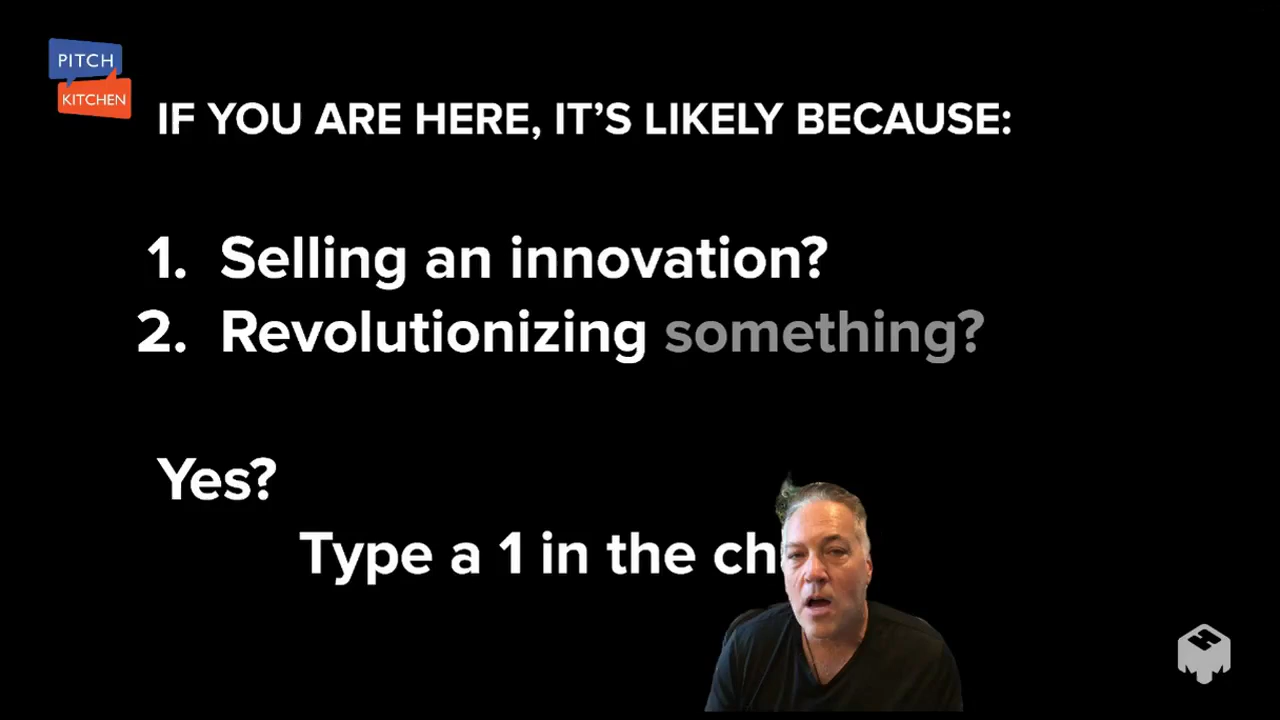 PITCH
KITCHEN
IF YOU ARE HERE, IT’S LIKELY BECAUSE:
1. Selling an innovation?
2. Revolutionizing something?
Yes?
Type a 1 in the